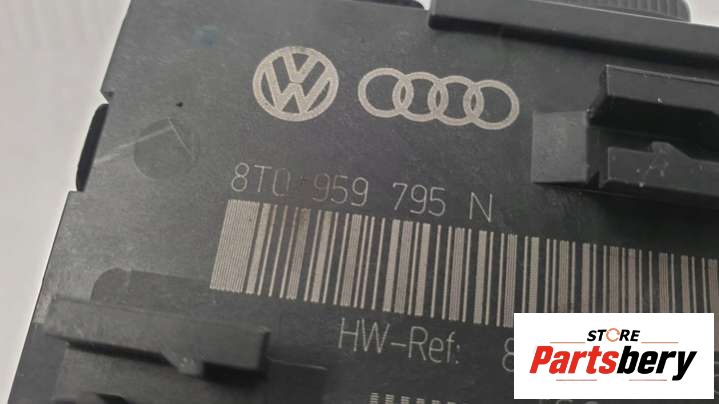 8T0 959 795 N
HW-Ref:
STORE
Partsbery